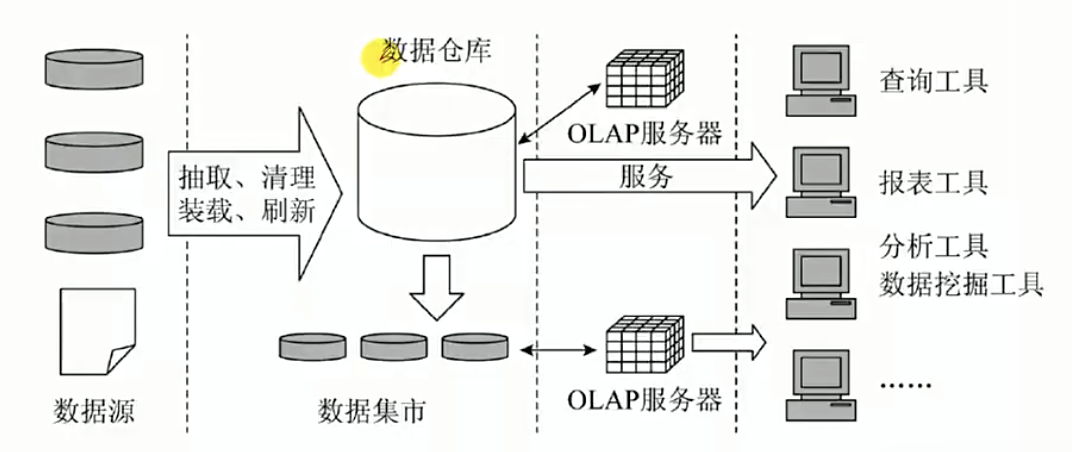 数据仓库
查询工具
OLAP服务器
抽取、清理
装载、刷新
服务
报表工具
分析工具
数据挖掘工具
数据源
数据集市
OLAP服务器
……